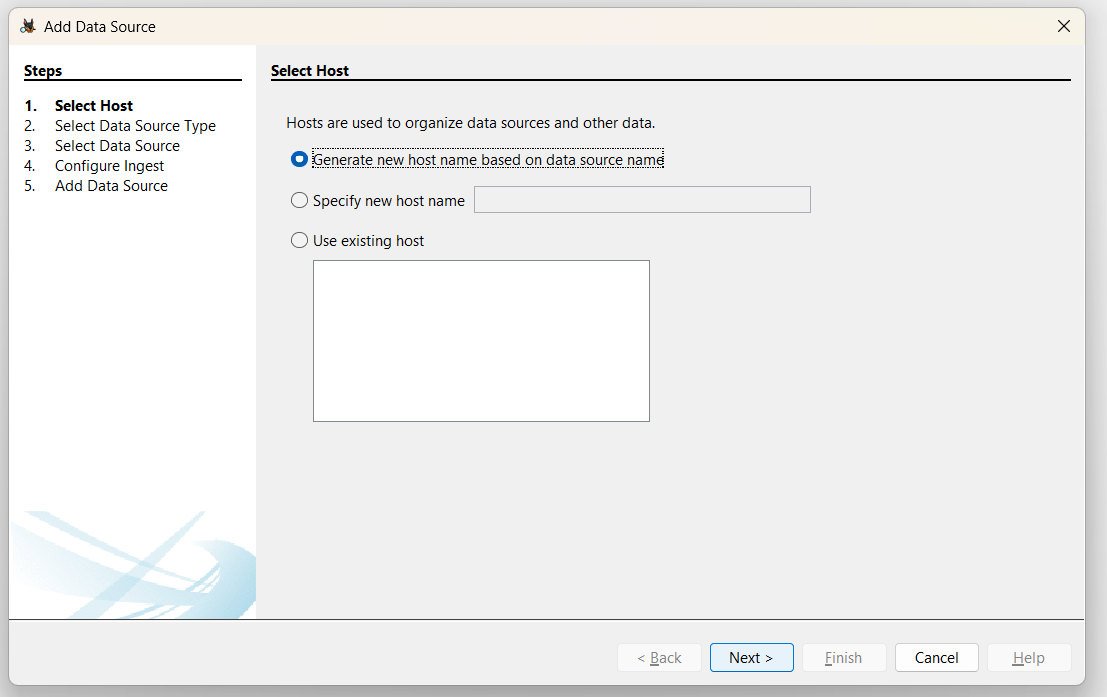 Add Data Source
Steps
1. Select Host
2. Select Data Source Type
3. Select Data Source
4. Configure Ingest
5. Add Data Source
Select Host
Hosts are used to organize data sources and other data.
Generate new host name based on data source name
Specify new host name
Use existing host
< Back
Next >
Finish
Cancel
Help